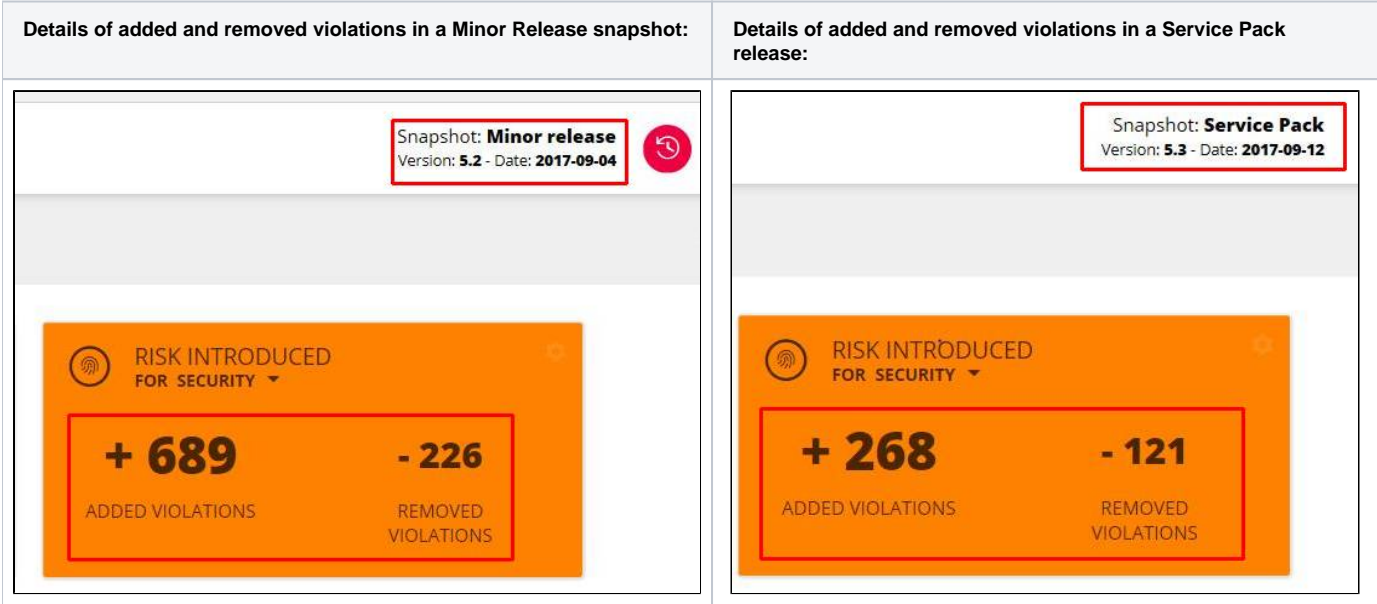 Details of added and removed violations in a Minor Release snapshot:
Details of added and removed violations in a Service Pack
release:
Snapshot: Minor release
Version: 5.2 - Date: 2017-09-04
RISK INTRODUCED
FOR SECURITY
+ 689
- 226
ADDED VIOLATIONS
REMOVED
VIOLATIONS
Snapshot: Service Pack
Version: 5.3 - Date: 2017-09-12
RISK INTRODUCED
FOR SECURITY
+ 268
- 121
ADDED VIOLATIONS
REMOVED
VIOLATIONS